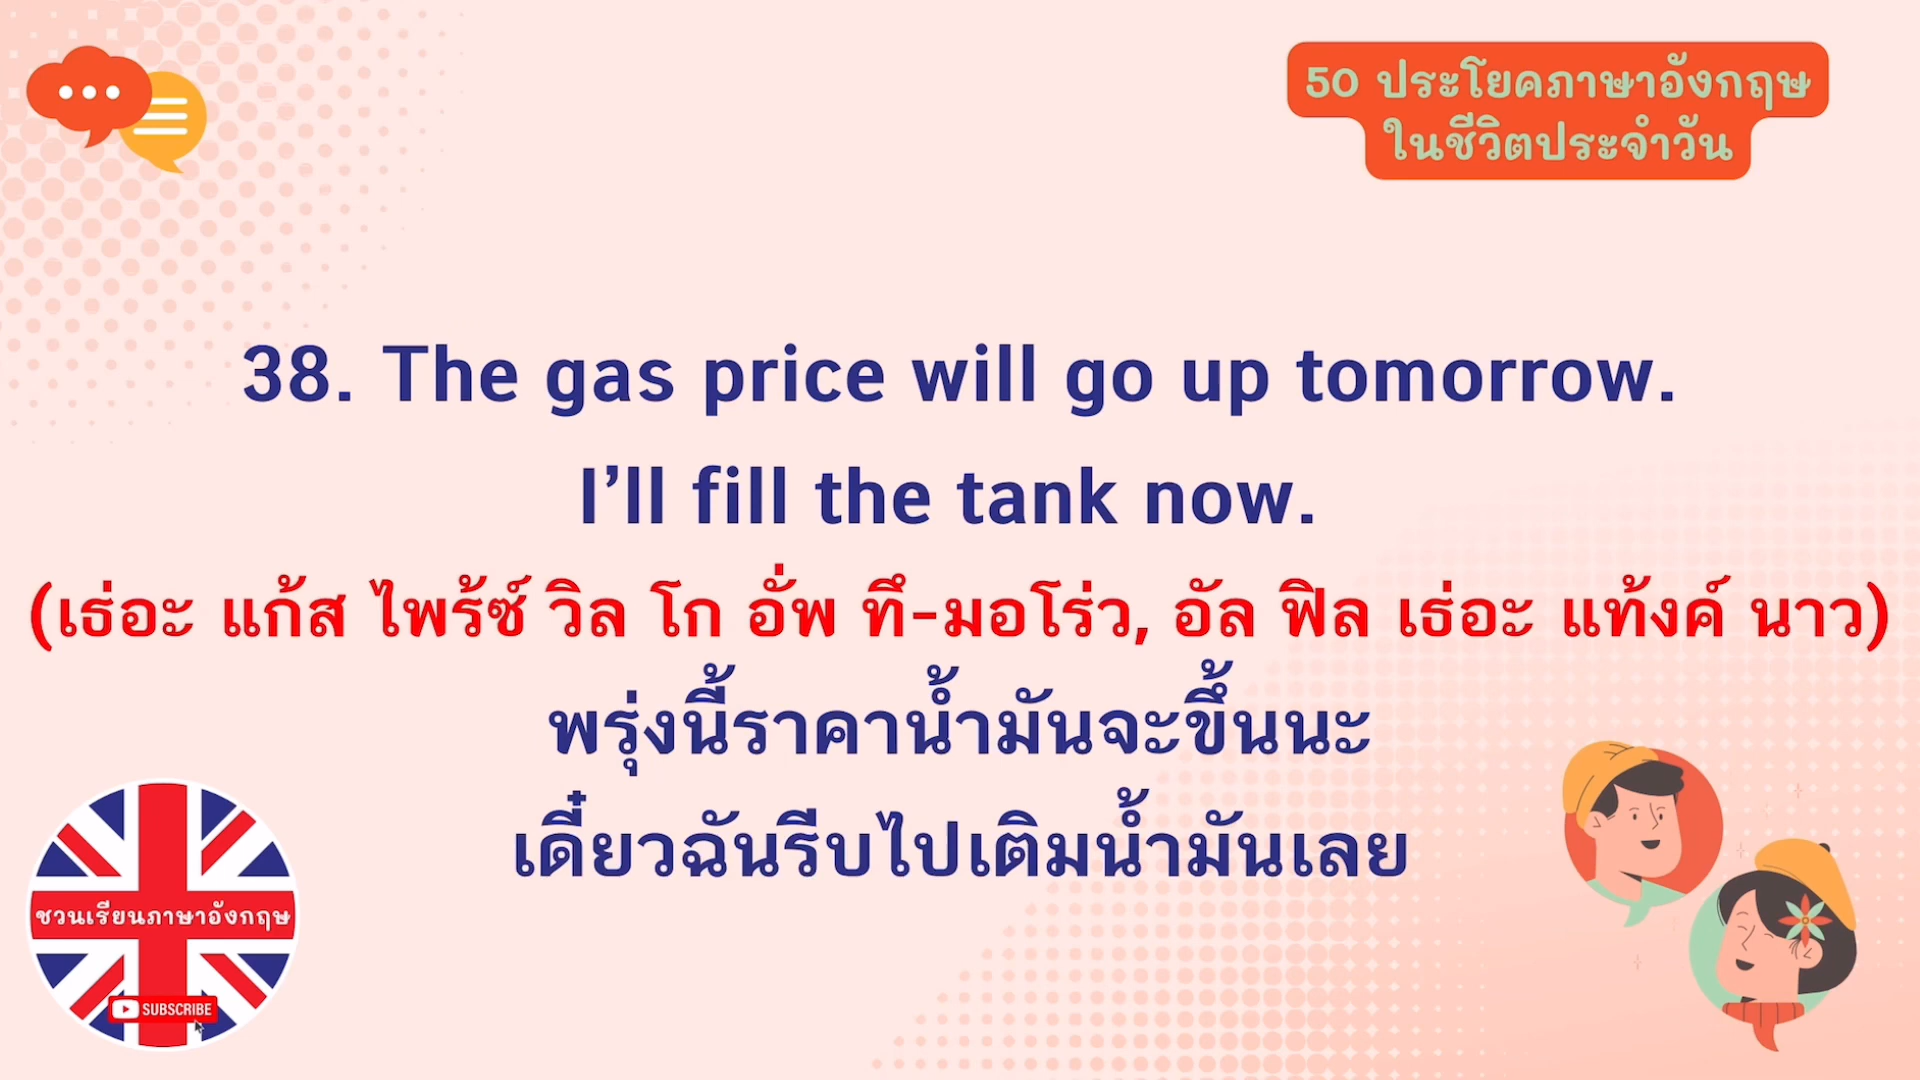 50 ประโยคภาษาอังกฤษ
ในชีวิตประจำวัน
38. The gas price will go up tomorrow.
I’ll fill the tank now.
(เธ่อะ แก้ส ไพร้ซ์ วิล โก อั่พ ทึ-มอโร่ว, อัล ฟิล เธ่อะ แท้งค์ นาว)
พรุ่งนี้ราคาน้ำมันจะขึ้นนะ
เดี๋ยวฉันรีบไปเติมน้ำมันเลย
ชวนเรียนภาษาอังกฤษ
SUBSCRIBE